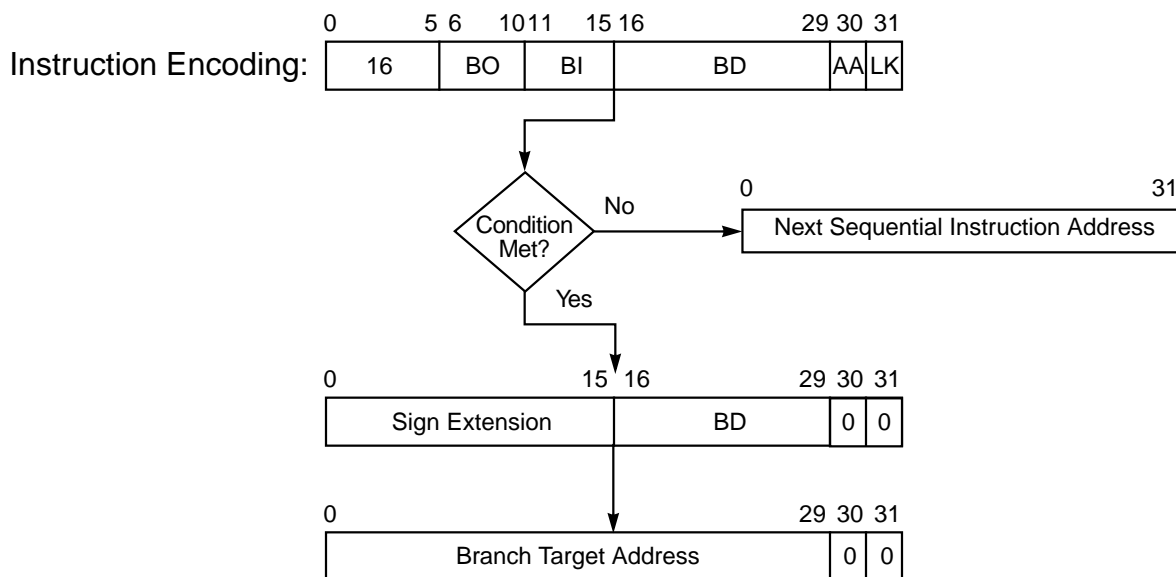 0 5 6 10 11 15 16 29 30 31
Instruction Encoding: 16 BO BI BD AA LK
0 31
No
Condition
Met?
Next Sequential Instruction Address
Yes
0 15 16 29 30 31
Sign Extension BD 0 0
0 29 30 31
Branch Target Address 0 0